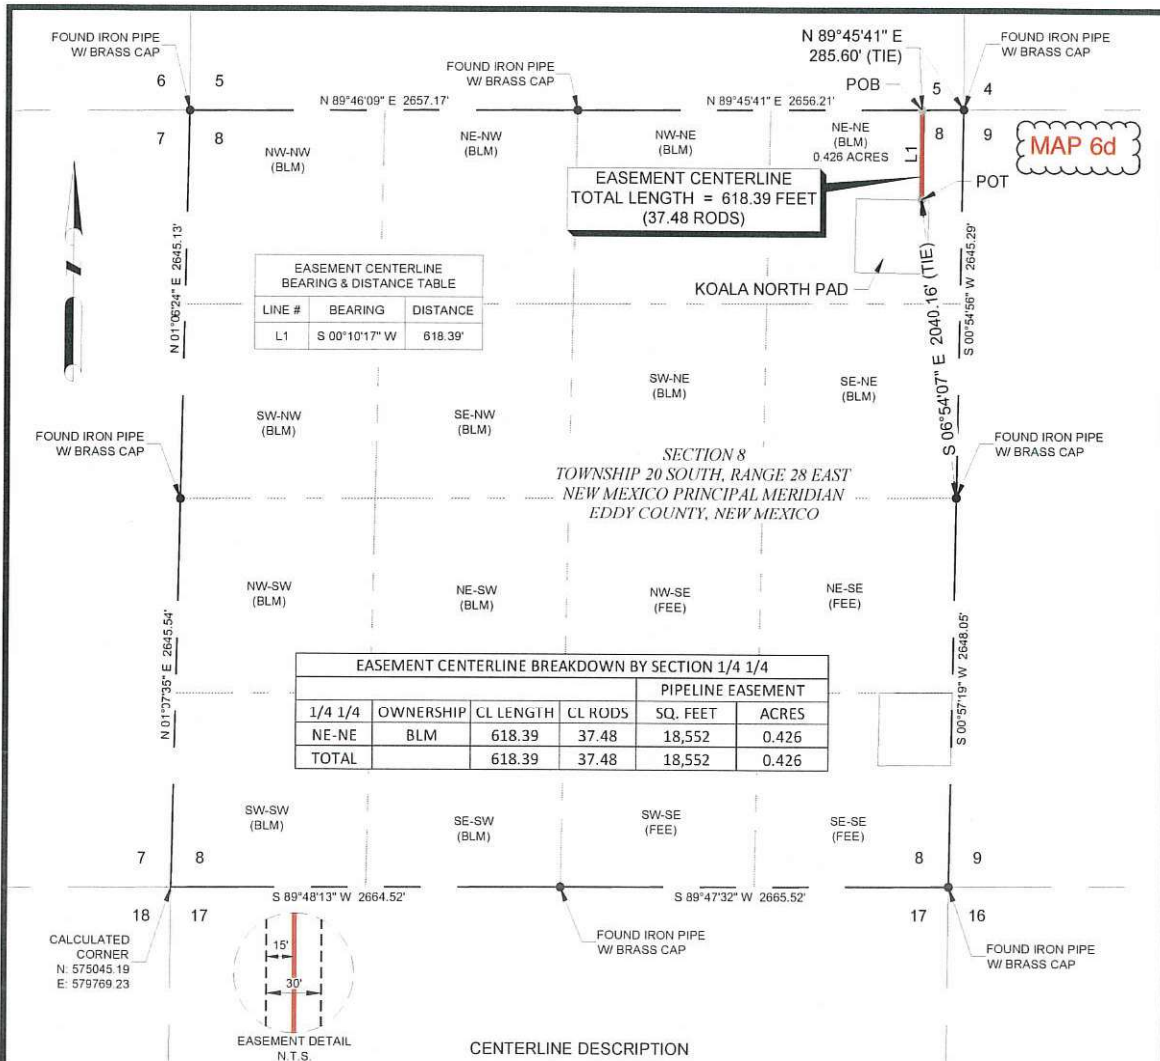 FOUND IRON PIPE
W/ BRASS CAP
FOUND IRON PIPE
W/ BRASS CAP
N 89°45'41" E
285.60' (TIE)
FOUND IRON PIPE
W/ BRASS CAP
6 5
POB
5 4
N 89°46'09" E 2657.17'
N 89°45'41" E 2656.21'
7 8
NW-NW
(BLM)
NE-NW
(BLM)
NW-NE
(BLM)
NE-NE
(BLM)
0.426 ACRES
L1
8 9
MAP 6d
EASEMENT CENTERLINE
TOTAL LENGTH = 618.39 FEET
(37.48 RODS)
POT
N 01°06'24" E 2645.13'
EASEMENT CENTERLINE
BEARING & DISTANCE TABLE
LINE # BEARING DISTANCE
L1 S 00°10'17" W 618.39'
KOALA NORTH PAD
S 06°54'07" E 2040.16' (TIE)
S 00°54'56" W 2645.29'
SW-NW
(BLM)
SE-NW
(BLM)
SW-NE
(BLM)
SE-NE
(BLM)
FOUND IRON PIPE
W/ BRASS CAP
FOUND IRON PIPE
W/ BRASS CAP
SECTION 8
TOWNSHIP 20 SOUTH, RANGE 28 EAST
NEW MEXICO PRINCIPAL MERIDIAN
EDDY COUNTY, NEW MEXICO
NW-SW
(BLM)
NE-SW
(BLM)
NW-SE
(FEE)
NE-SE
(FEE)
N 01°07'35" E 2645.54'
S 00°57'19" W 2648.05'
EASEMENT CENTERLINE BREAKDOWN BY SECTION 1/4 1/4
PIPELINE EASEMENT
1/4 1/4 OWNERSHIP CL LENGTH CL RODS SQ. FEET ACRES
NE-NE BLM 618.39 37.48 18,552 0.426
TOTAL 618.39 37.48 18,552 0.426
SW-SW
(BLM)
SE-SW
(BLM)
SW-SE
(FEE)
SE-SE
(FEE)
7 8
8 9
S 89°48'13" W 2664.52'
S 89°47'32" W 2665.52'
18 17
17 16
CALCULATED
CORNER
N: 575045.19
E: 579769.23
15'
30'
FOUND IRON PIPE
W/ BRASS CAP
FOUND IRON PIPE
W/ BRASS CAP
EASEMENT DETAIL
N.T.S.
CENTERLINE DESCRIPTION